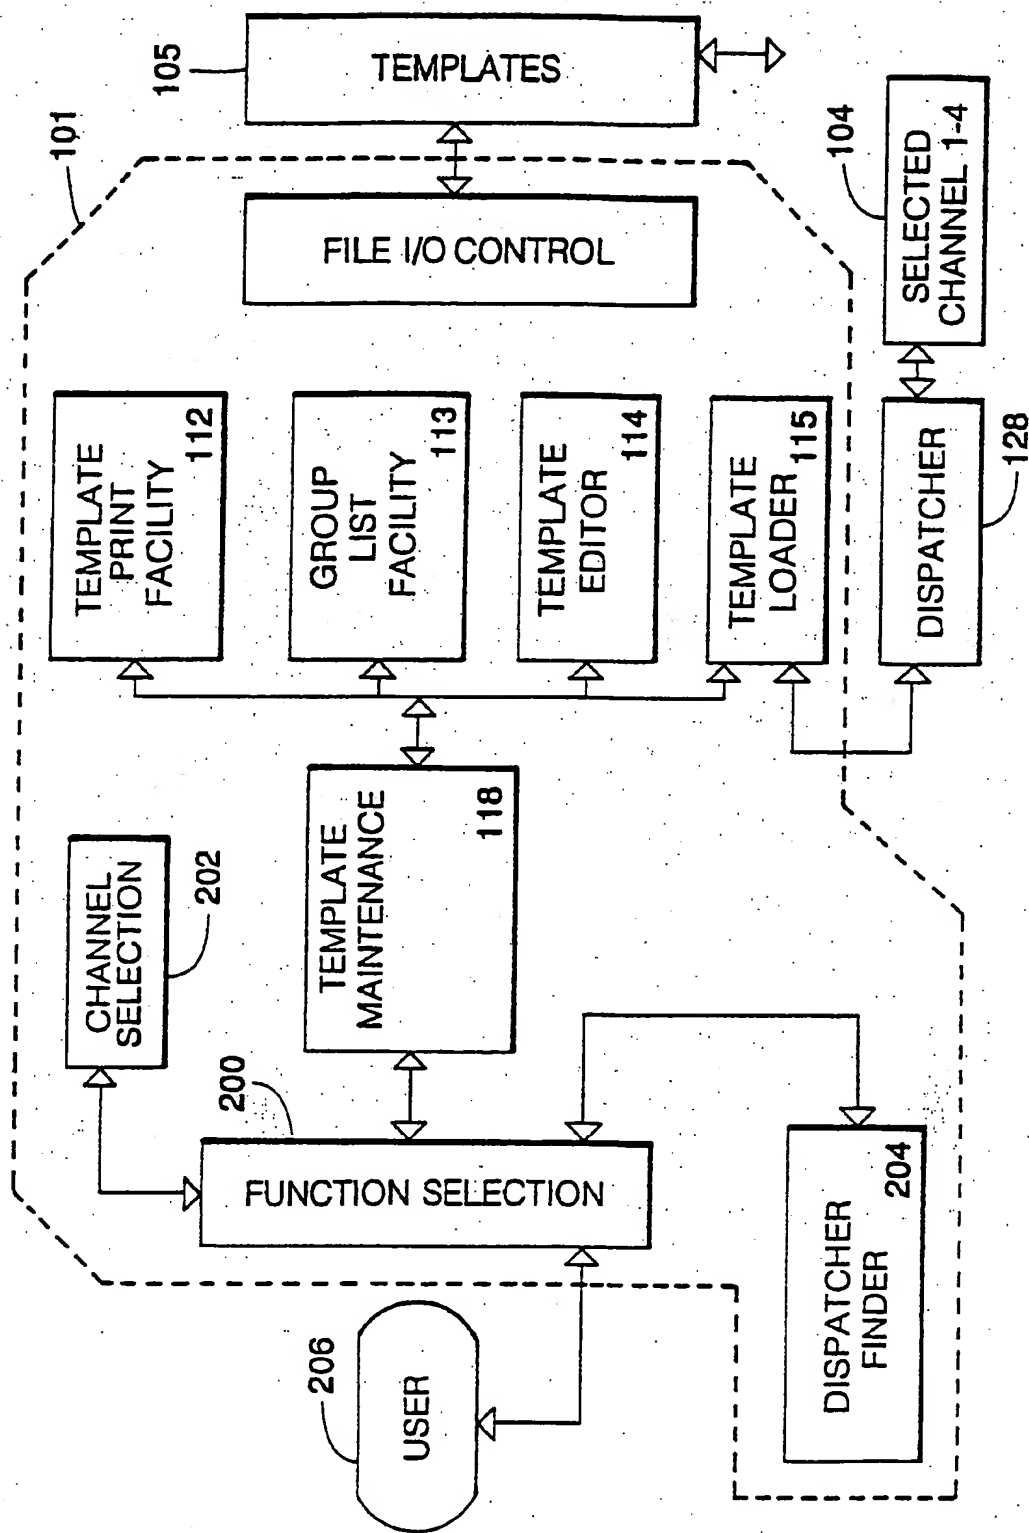 101
105
TEMPLATES
FILE I/O CONTROL
104
SELECTED
CHANNEL 1-4
TEMPLATE
PRINT
FACILITY
112
GROUP
LIST
FACILITY
113
TEMPLATE
EDITOR
114
TEMPLATE
LOADER
115
DISPATCHER
128
CHANNEL
SELECTION
202
TEMPLATE
MAINTENANCE
118
200
FUNCTION SELECTION
206
USER
DISPATCHER
FINDER
204